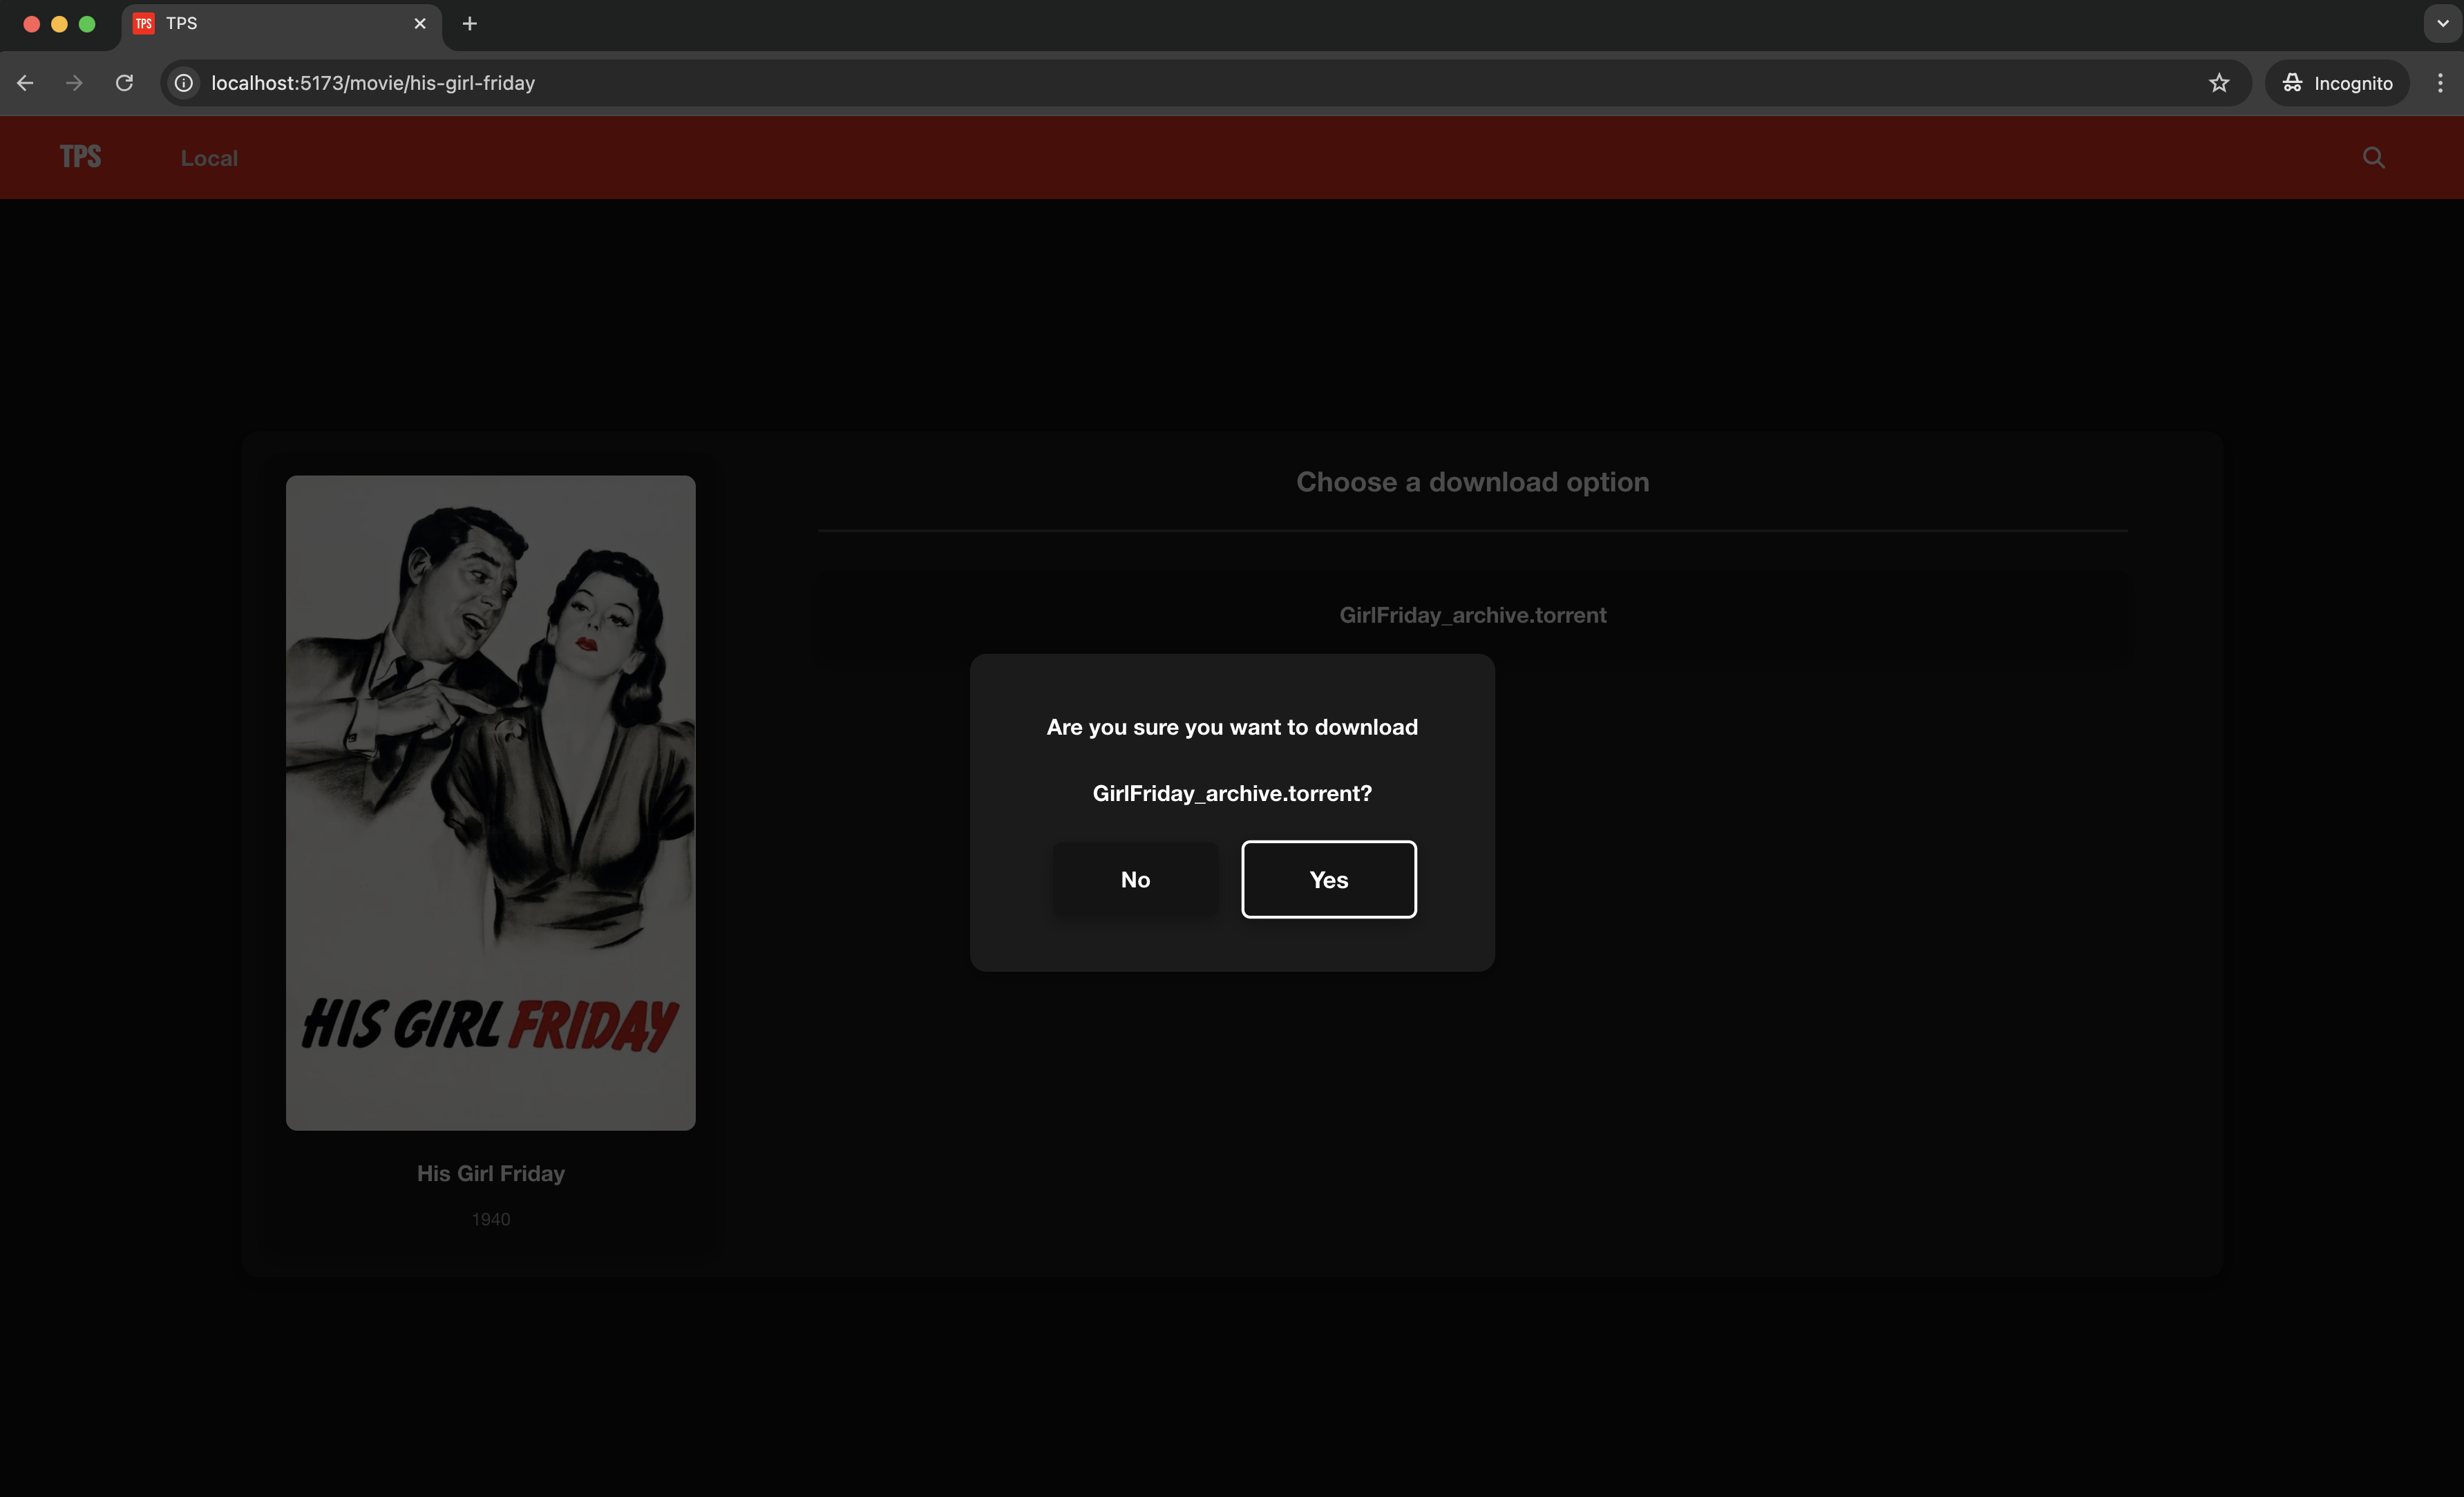 TPS TPS
localhost:5173/movie/his-girl-friday
Incognito
TPS Local
Choose a download option
GirlFriday_archive.torrent
Are you sure you want to download
GirlFriday_archive.torrent?
No Yes
HIS GIRL FRIDAY
His Girl Friday
1940